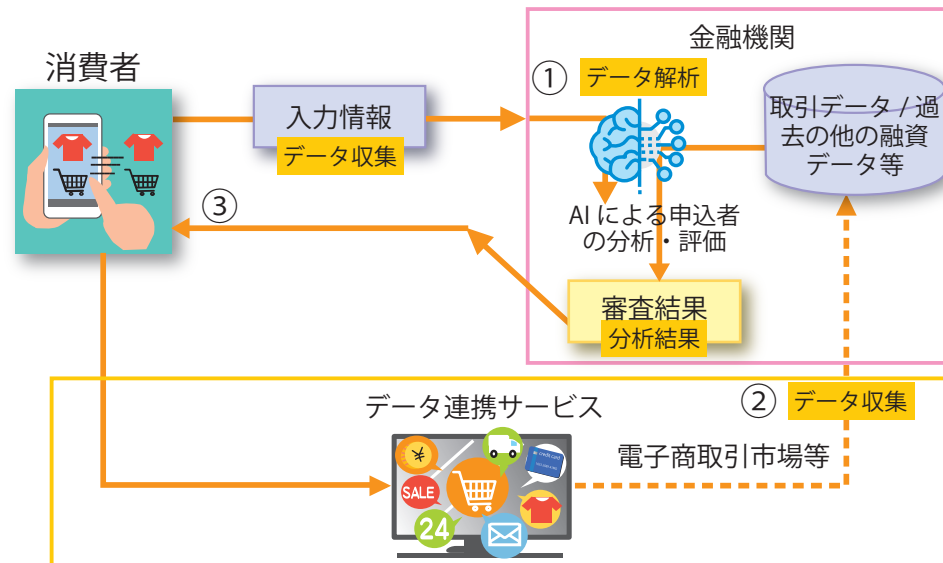 金融機関
消費者
① データ解析
入力情報
データ収集
取引データ / 過
去の他の融資
データ等
③
AI による申込者
の分析・評価
審査結果
分析結果
② データ収集
データ連携サービス
電子商取引市場等
¥
credit card
SALE
24